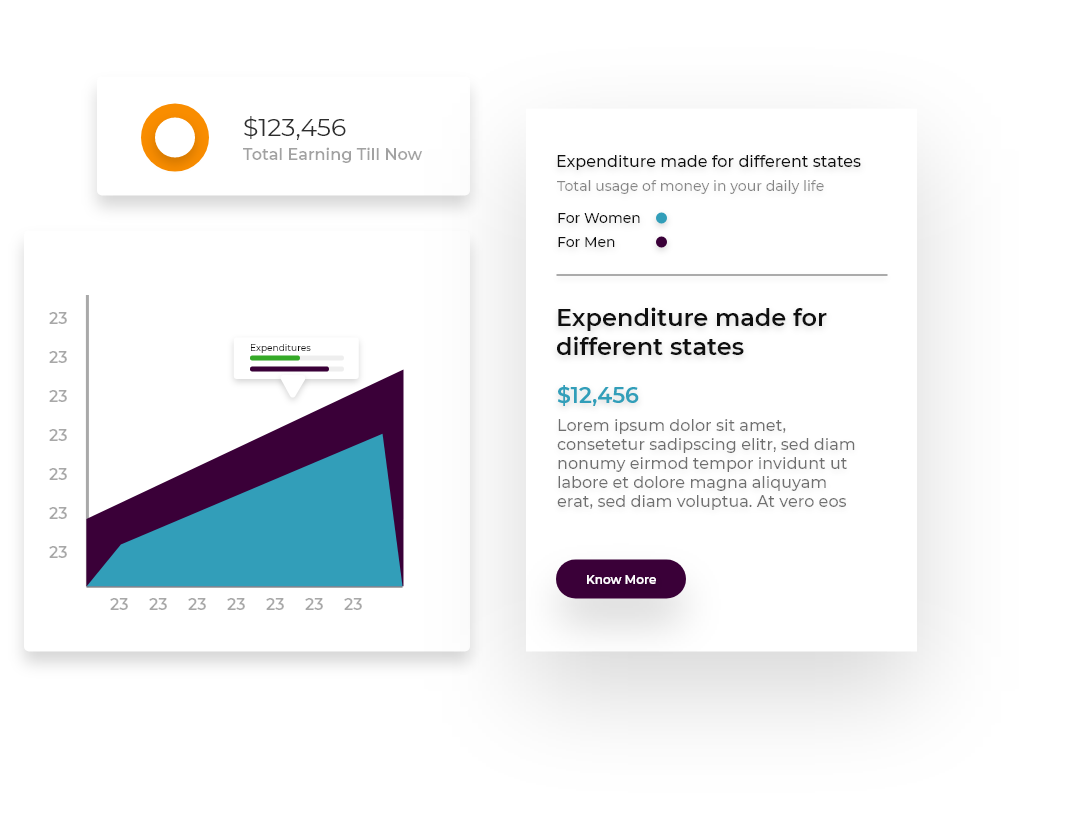 $123,456
Total Earning Till Now
23
23
23
23
23
23
23
Expenditures
23 23 23 23 23 23 23
Expenditure made for different states
Total usage of money in your daily life
For Women
For Men
Expenditure made for
different states
$12,456
Lorem ipsum dolor sit amet,
consetetur sadipscing elitr, sed diam
nonumy eirmod tempor invidunt ut
labore et dolore magna aliquyam
erat, sed diam voluptua. At vero eos
Know More